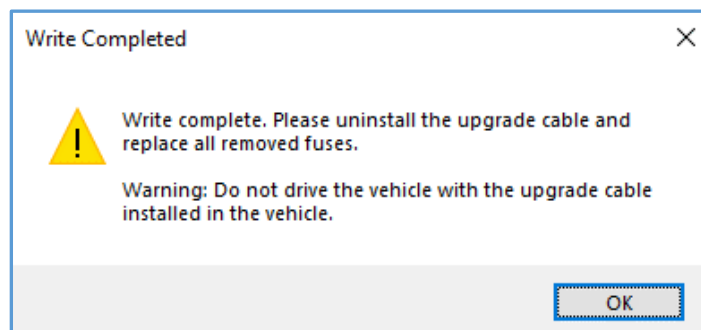 Write Completed
Write complete. Please uninstall the upgrade cable and
replace all removed fuses.
Warning: Do not drive the vehicle with the upgrade cable
installed in the vehicle.
OK